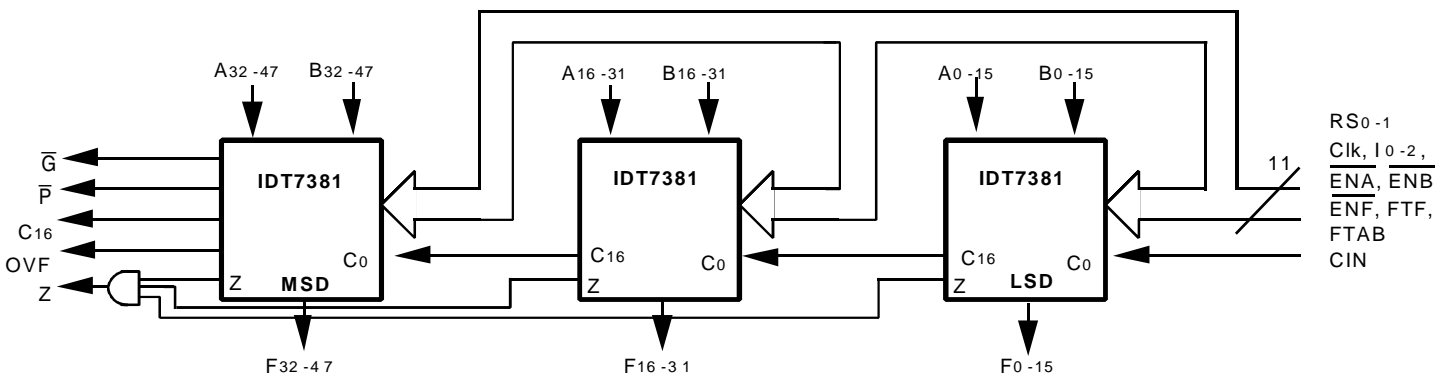 A32-47 B32-47 A16-31 B16-31 A0-15 B0-15
RS0-1
Clk, I0-2,
11 ENA, ENB
ENF, FTF,
FTAB
CIN
G
P
C16
OVF
Z
IDT7381 IDT7381 IDT7381
C0 C16 C0 C16 C0
Z MSD Z Z LSD
F32-47 F16-31 F0-15